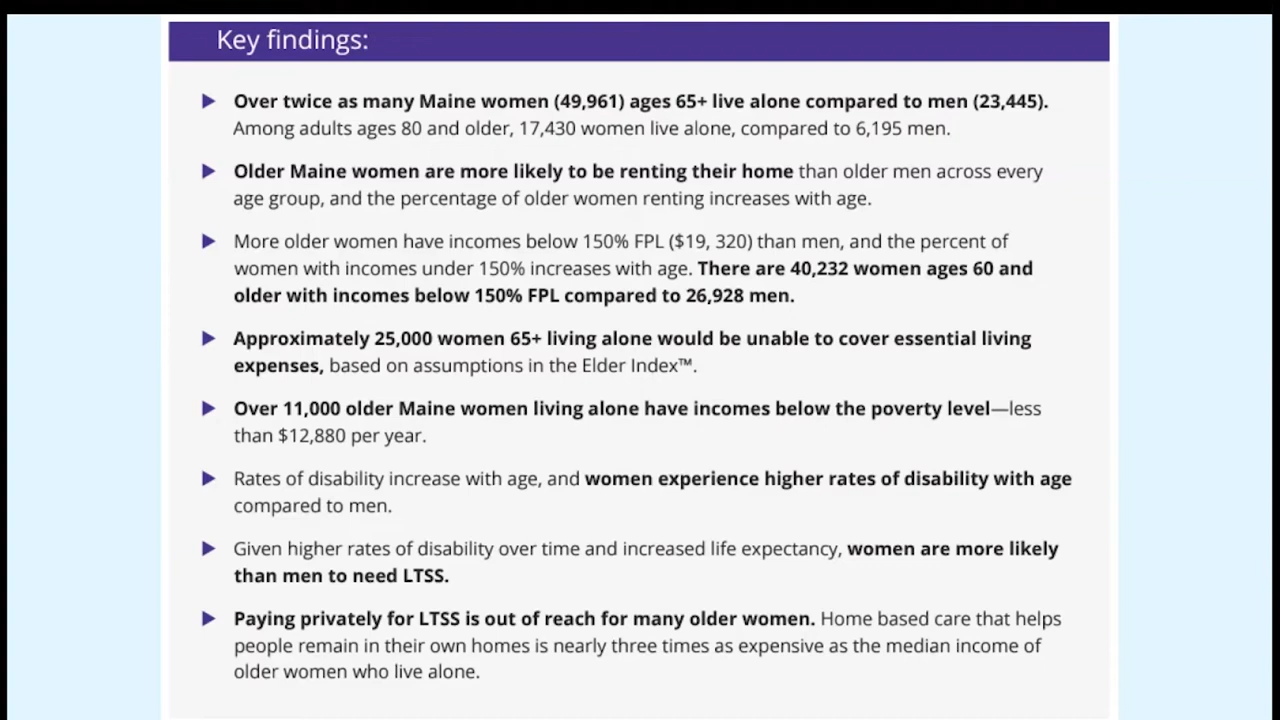 Key findings:
Over twice as many Maine women (49,961) ages 65+ live alone compared to men (23,445).
Among adults ages 80 and older, 17,430 women live alone, compared to 6,195 men.
Older Maine women are more likely to be renting their home than older men across every
age group, and the percentage of older women renting increases with age.
More older women have incomes below 150% FPL ($19, 320) than men, and the percent of
women with incomes under 150% increases with age. There are 40,232 women ages 60 and
older with incomes below 150% FPL compared to 26,928 men.
Approximately 25,000 women 65+ living alone would be unable to cover essential living
expenses, based on assumptions in the Elder Index™.
Over 11,000 older Maine women living alone have incomes below the poverty level—less
than $12,880 per year.
Rates of disability increase with age, and women experience higher rates of disability with age
compared to men.
Given higher rates of disability over time and increased life expectancy, women are more likely
than men to need LTSS.
Paying privately for LTSS is out of reach for many older women. Home based care that helps
people remain in their own homes is nearly three times as expensive as the median income of
older women who live alone.